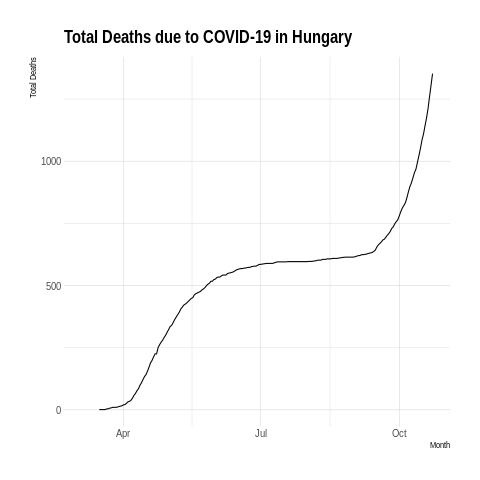 Total Deaths due to COVID-19 in Hungary
Total Deaths
1000
500
0
Apr
Jul
Oct
Month